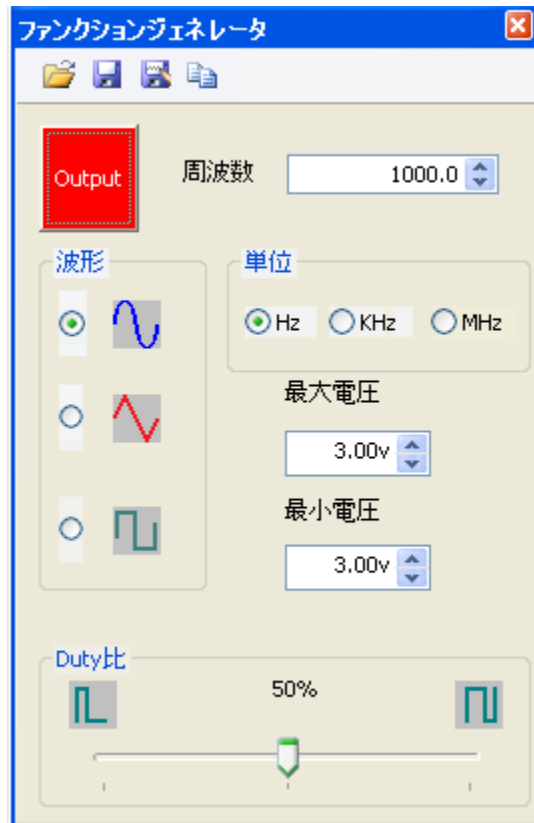 ファンクションジェネレータ
Output
周波数
1000.0
波形
単位
Hz
KHz
MHz
最大電圧
3.00v
最小電圧
3.00v
Duty比
50%